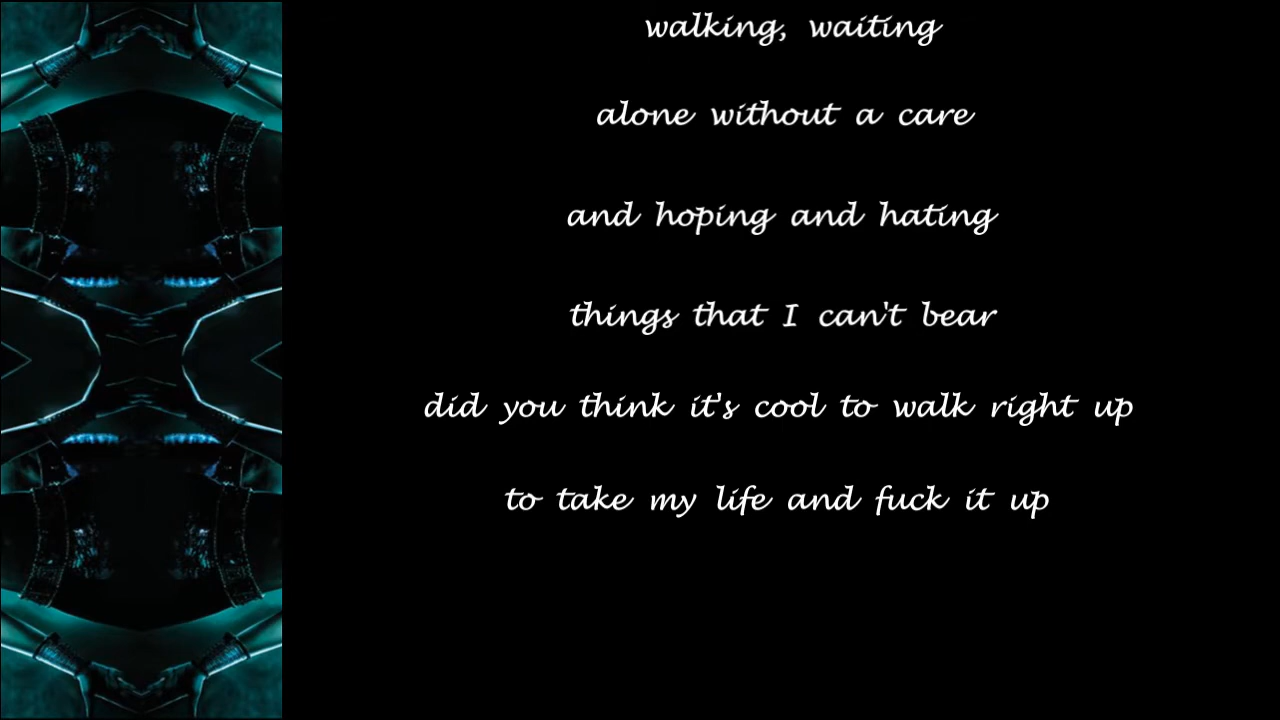 walking, waiting
alone without a care
and hoping and hating
things that I can't bear
did you think it's cool to walk right up
to take my life and fuck it up